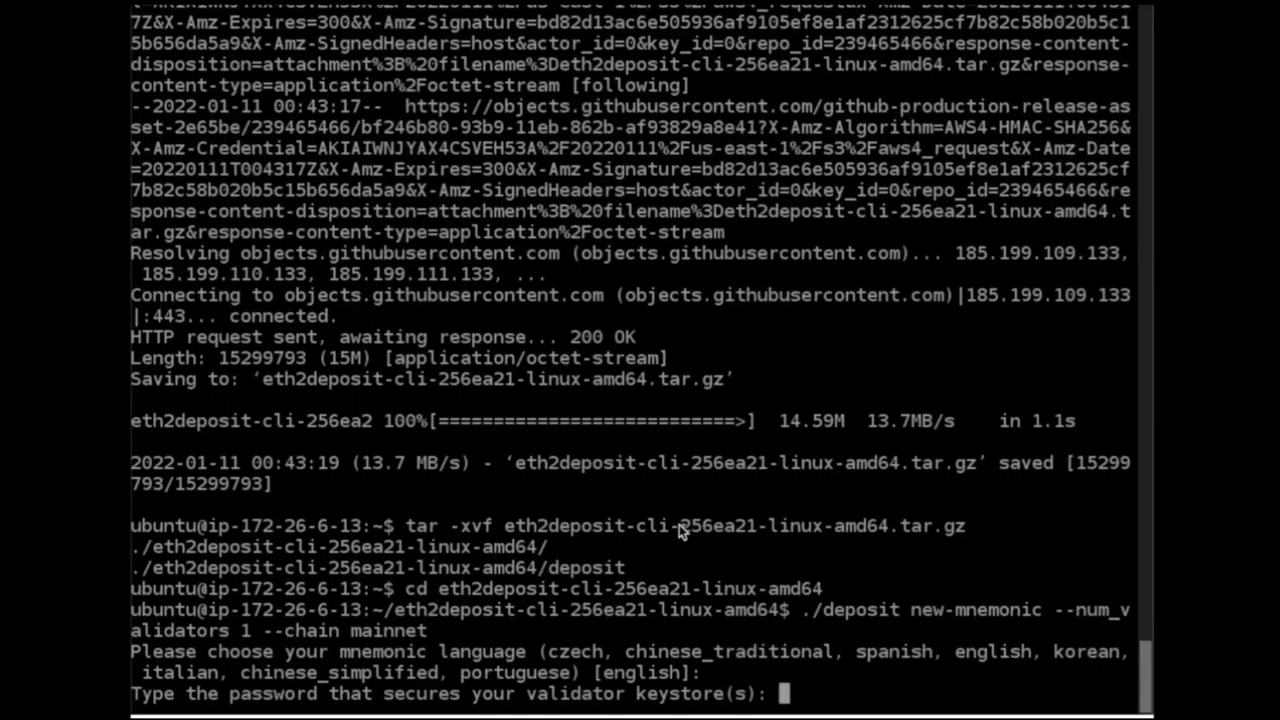 7Z&X-Amz-Expires=300&X-Amz-Signature=bd82d13ac6e505936af9105ef8e1af2312625cf7b82c58b020b5c1
5b656da5a9&X-Amz-SignedHeaders=host&actor_id=0&key_id=0&repo_id=239465466&response-content-
disposition=attachment%3B%20filename%3Deth2deposit-cli-256ea21-linux-amd64.tar.gz&response-
content-type=application%2Foctet-stream [following]
--2022-01-11 00:43:17--  https://objects.githubusercontent.com/github-production-release-as
set-2e65be/239465466/bf246b80-93b9-11eb-862b-af93829a8e41?X-Amz-Algorithm=AWS4-HMAC-SHA256&
X-Amz-Credential=AKIAIWNJYAX4CSVEH53A%2F20220111%2Fus-east-1%2Fs3%2Faws4_request&X-Amz-Date
=20220111T004317Z&X-Amz-Expires=300&X-Amz-Signature=bd82d13ac6e505936af9105ef8e1af2312625cf
7b82c58b020b5c15b656da5a9&X-Amz-SignedHeaders=host&actor_id=0&key_id=0&repo_id=239465466&re
sponse-content-disposition=attachment%3B%20filename%3Deth2deposit-cli-256ea21-linux-amd64.t
ar.gz&response-content-type=application%2Foctet-stream
Resolving objects.githubusercontent.com (objects.githubusercontent.com)... 185.199.109.133,
185.199.110.133, 185.199.111.133, ...
Connecting to objects.githubusercontent.com (objects.githubusercontent.com)|185.199.109.133
|:443... connected.
HTTP request sent, awaiting response... 200 OK
Length: 15299793 (15M) [application/octet-stream]
Saving to: ‘eth2deposit-cli-256ea21-linux-amd64.tar.gz’
eth2deposit-cli-256ea2 100%[===========================>]  14.59M  13.7MB/s    in 1.1s
2022-01-11 00:43:19 (13.7 MB/s) - ‘eth2deposit-cli-256ea21-linux-amd64.tar.gz’ saved [15299
793/15299793]
ubuntu@ip-172-26-6-13:~$ tar -xvf eth2deposit-cli-256ea21-linux-amd64.tar.gz
./eth2deposit-cli-256ea21-linux-amd64/
./eth2deposit-cli-256ea21-linux-amd64/deposit
ubuntu@ip-172-26-6-13:~$ cd eth2deposit-cli-256ea21-linux-amd64
ubuntu@ip-172-26-6-13:~/eth2deposit-cli-256ea21-linux-amd64$ ./deposit new-mnemonic --num_v
alidators 1 --chain mainnet
Please choose your mnemonic language (czech, chinese_traditional, spanish, english, korean,
italian, chinese_simplified, portuguese) [english]:
Type the password that secures your validator keystore(s):